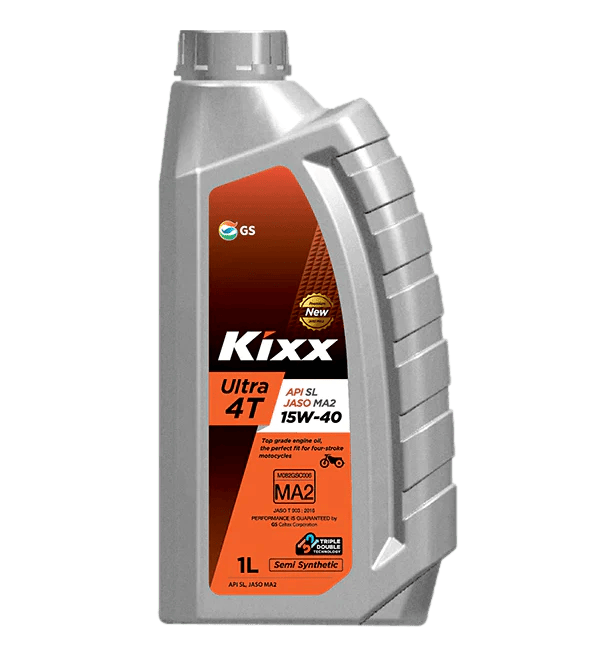 GS
Premium
New
Kixx
Ultra
4T
API SL
JASO MA2
15W-40
Top grade engine oil,
the perfect fit for four-stroke
motocycles
MA2
JASO T 903 : 2016
PERFORMANCE IS GUARANTEED by
GS Caltex Corporation
TRIPLE
DOUBLE
TECHNOLOGY
1L
Semi Synthetic
API SL, JASO MA2